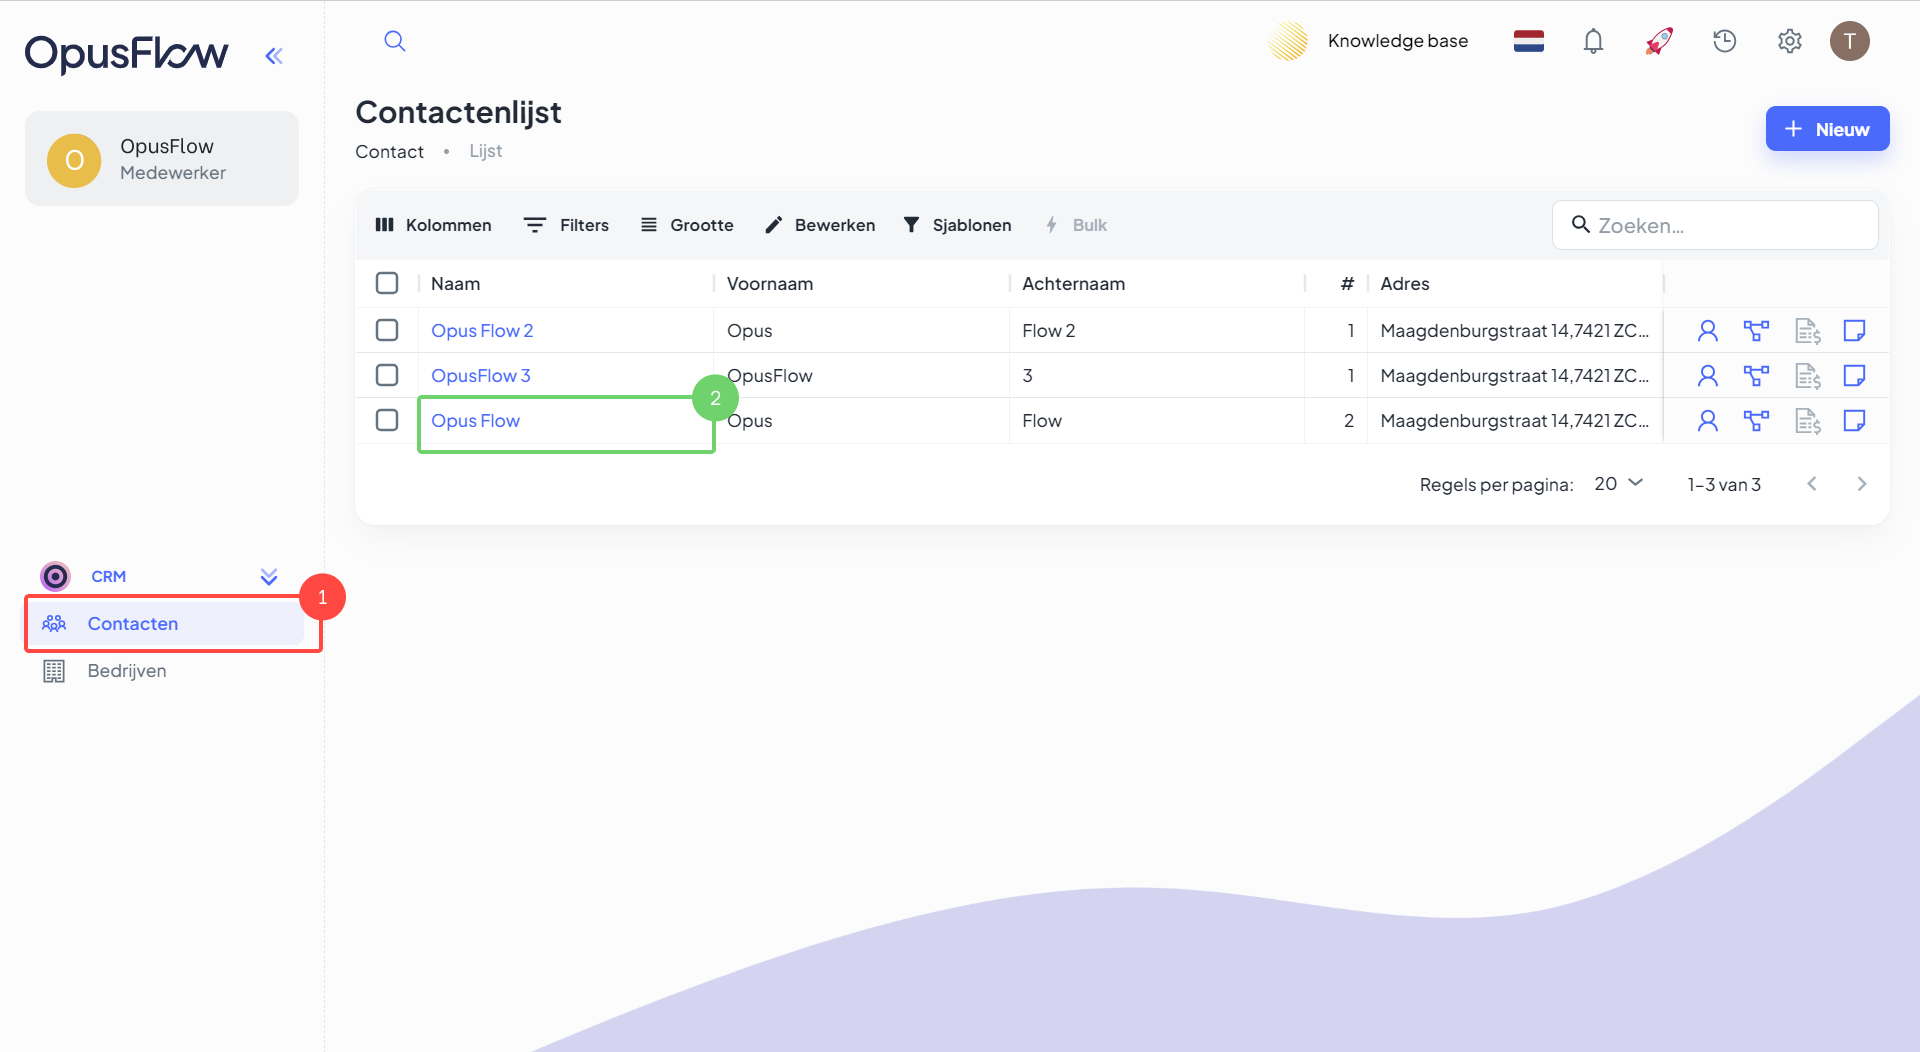 OpusFlow
Knowledge base
T
O
OpusFlow
Medewerker
Contactenlijst
Contact • Lijst
+ Nieuw
Kolommen Filters Grootte Bewerken Sjablonen Bulk
Zoeken...
Naam Voornaam Achternaam # Adres
Opus Flow 2 Opus Flow 2 1 Maagdenburgstraat 14,7421 ZC...
OpusFlow 3 OpusFlow 3 1 Maagdenburgstraat 14,7421 ZC...
2
Opus Flow Opus Flow 2 Maagdenburgstraat 14,7421 ZC...
Regels per pagina: 20 1–3 van 3
CRM
1
Contacten
Bedrijven